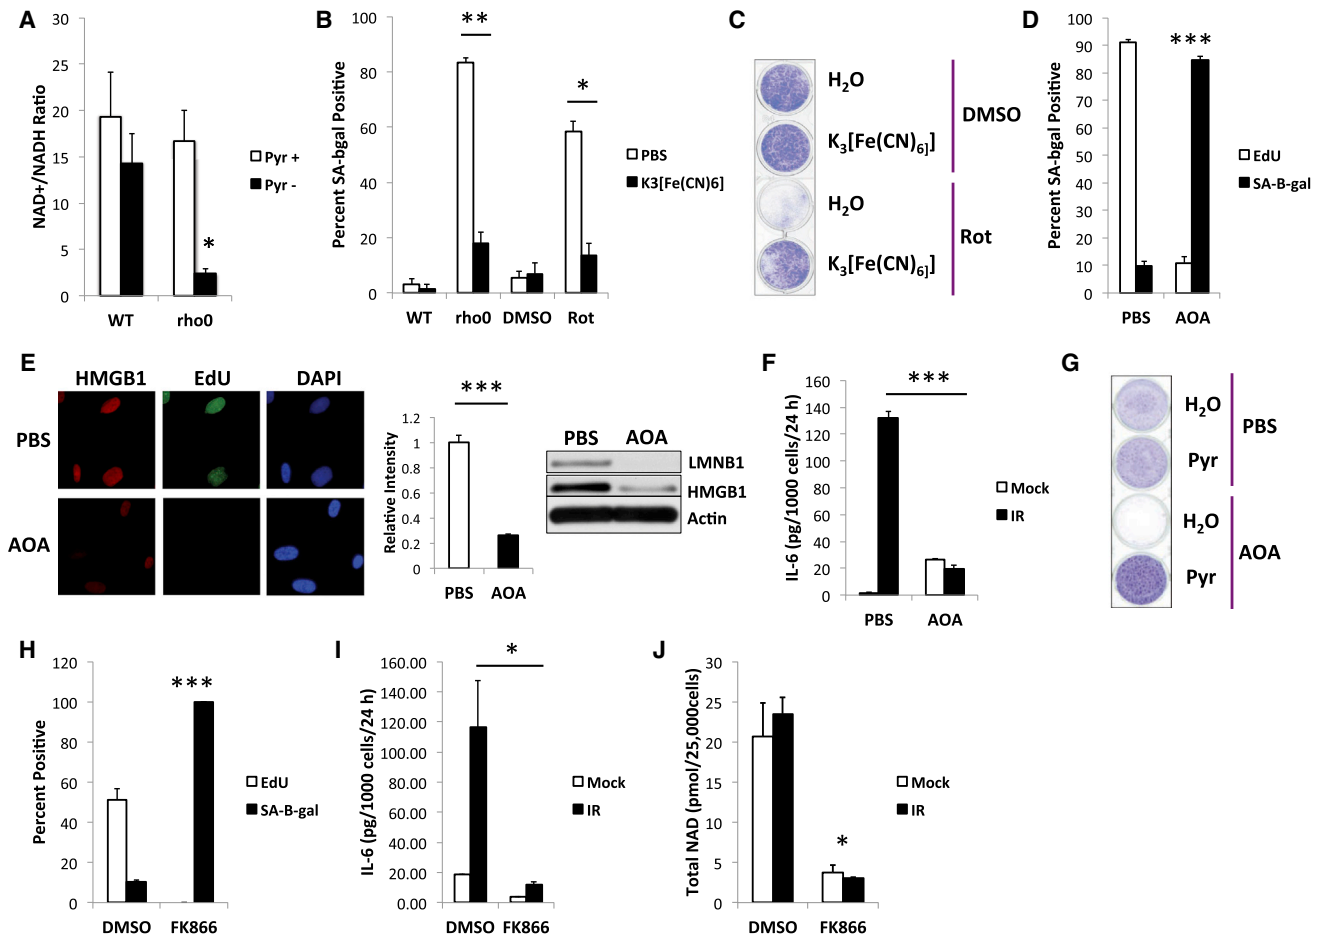 A
30
25
20
15
10
5
0
NAD+/NADH Ratio
*
WT
rho0
Pyr +
Pyr -
B
100
80
60
40
20
0
Percent SA-bgal Positive
**
*
WT
rho0
DMSO
Rot
PBS
K3[Fe(CN)6]
C
H2O
K3[Fe(CN)6]]
DMSO
H2O
K3[Fe(CN)6]]
Rot
D
100
90
80
70
60
50
40
30
20
10
0
Percent SA-bgal Positive
***
PBS
AOA
EdU
SA-B-gal
E
HMGB1
EdU
DAPI
PBS
AOA
1.2
1
0.8
0.6
0.4
0.2
0
Relative Intensity
***
PBS
AOA
PBS
AOA
LMNB1
HMGB1
Actin
F
160
140
120
100
80
60
40
20
0
IL-6 (pg/1000 cells/24 h)
***
PBS
AOA
Mock
IR
G
H2O
Pyr
PBS
H2O
Pyr
AOA
H
120
100
80
60
40
20
0
Percent Positive
***
DMSO
FK866
EdU
SA-B-gal
I
160.00
140.00
120.00
100.00
80.00
60.00
40.00
20.00
0.00
IL-6 (pg/1000 cells/24 h)
*
DMSO
FK866
Mock
IR
J
30
25
20
15
10
5
0
Total NAD (pmol/25,000cells)
*
DMSO
FK866
Mock
IR